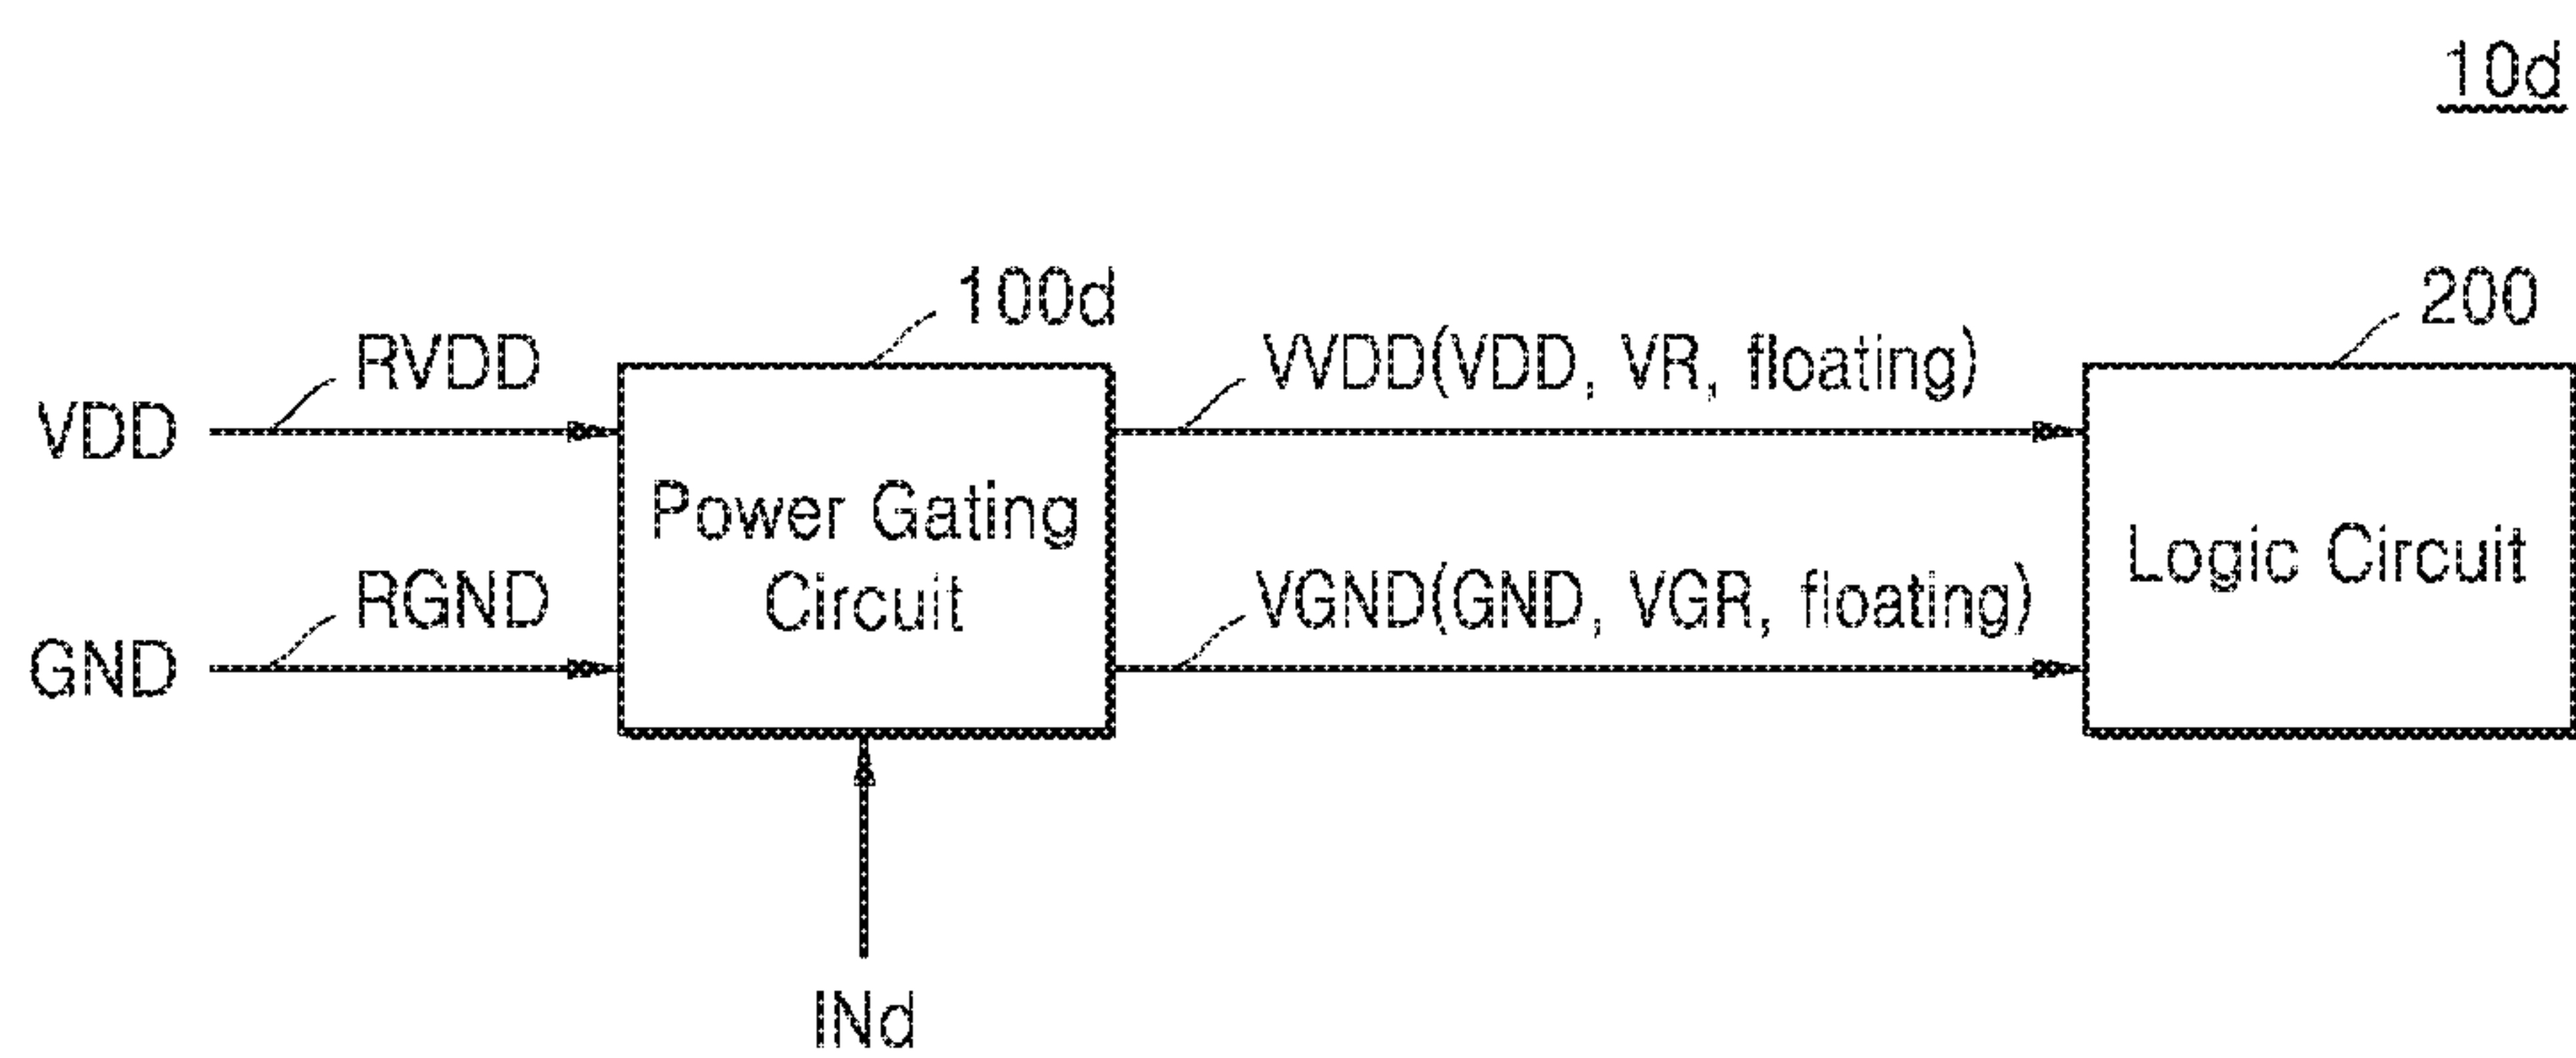 10d
100d
200
RVDD
VVDD(VDD, VR, floating)
VDD
Power Gating
Circuit
Logic Circuit
RGND
VGND(GND, VGR, floating)
GND
INd